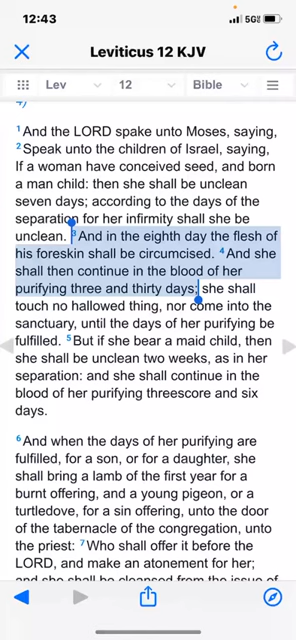 12:43
5G
Leviticus 12 KJV
Lev
12
Bible
4)
1 And the LORD spake unto Moses, saying,
2 Speak unto the children of Israel, saying,
If a woman have conceived seed, and born
a man child: then she shall be unclean
seven days; according to the days of the
separation for her infirmity shall she be
unclean. 3 And in the eighth day the flesh of
his foreskin shall be circumcised. 4 And she
shall then continue in the blood of her
purifying three and thirty days; she shall
touch no hallowed thing, nor come into the
sanctuary, until the days of her purifying be
fulfilled. 5 But if she bear a maid child, then
she shall be unclean two weeks, as in her
separation: and she shall continue in the
blood of her purifying threescore and six
days.
6 And when the days of her purifying are
fulfilled, for a son, or for a daughter, she
shall bring a lamb of the first year for a
burnt offering, and a young pigeon, or a
turtledove, for a sin offering, unto the door
of the tabernacle of the congregation, unto
the priest: 7 Who shall offer it before the
LORD, and make an atonement for her;
and she shall be cleansed from the issue of